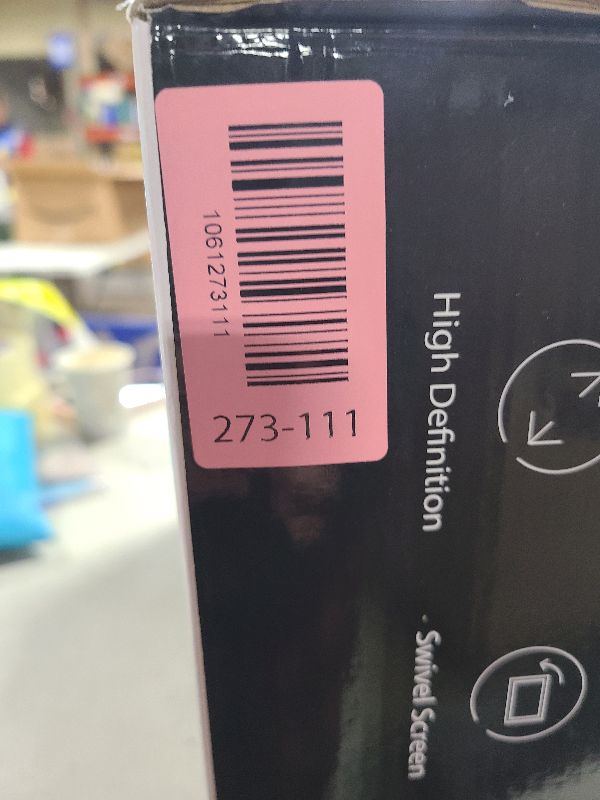 1061273111
273-111
High Definition
· Swivel Screen